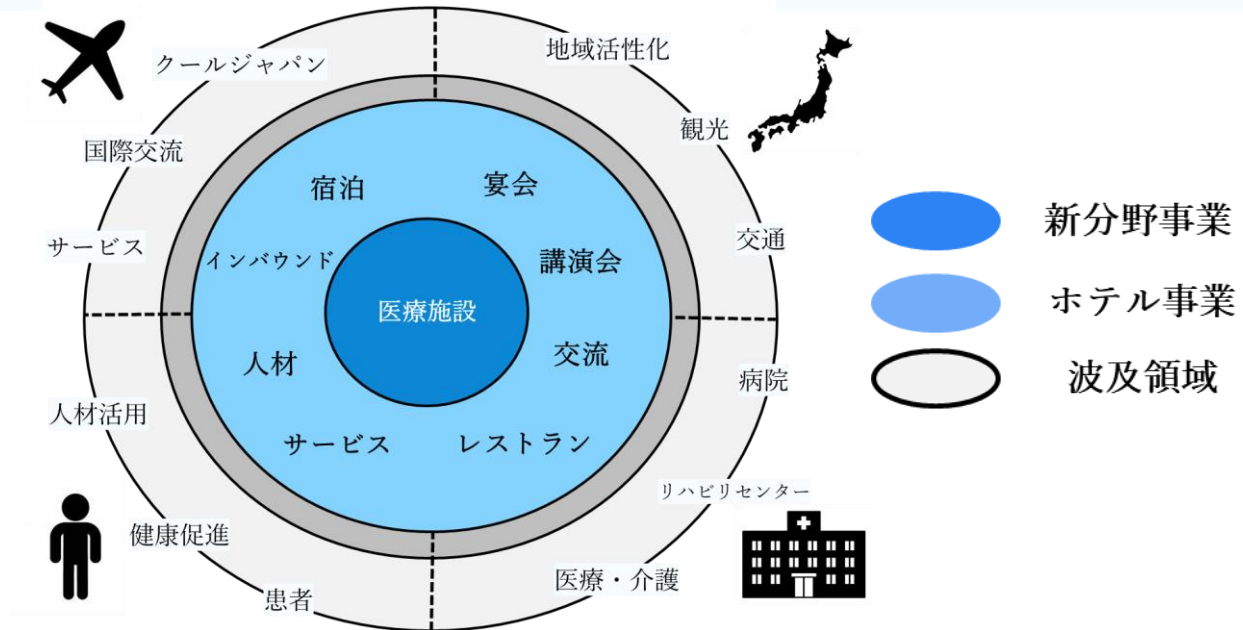 クールジャパン
地域活性化
国際交流
観光
サービス
交通
宿泊
宴会
インバウンド
講演会
医療施設
人材
交流
サービス
レストラン
人材活用
病院
健康促進
リハビリセンター
患者
医療・介護
新分野事業
ホテル事業
波及領域